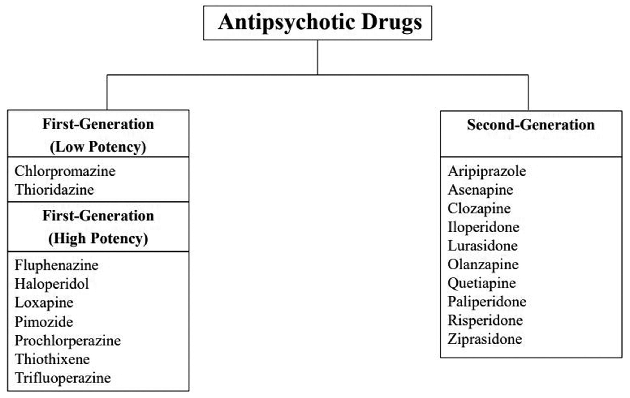 Antipsychotic Drugs
First-Generation
(Low Potency)
Chlorpromazine
Thioridazine
First-Generation
(High Potency)
Fluphenazine
Haloperidol
Loxapine
Pimozide
Prochlorperazine
Thiothixene
Trifluoperazine
Second-Generation
Aripiprazole
Asenapine
Clozapine
Iloperidone
Lurasidone
Olanzapine
Quetiapine
Paliperidone
Risperidone
Ziprasidone